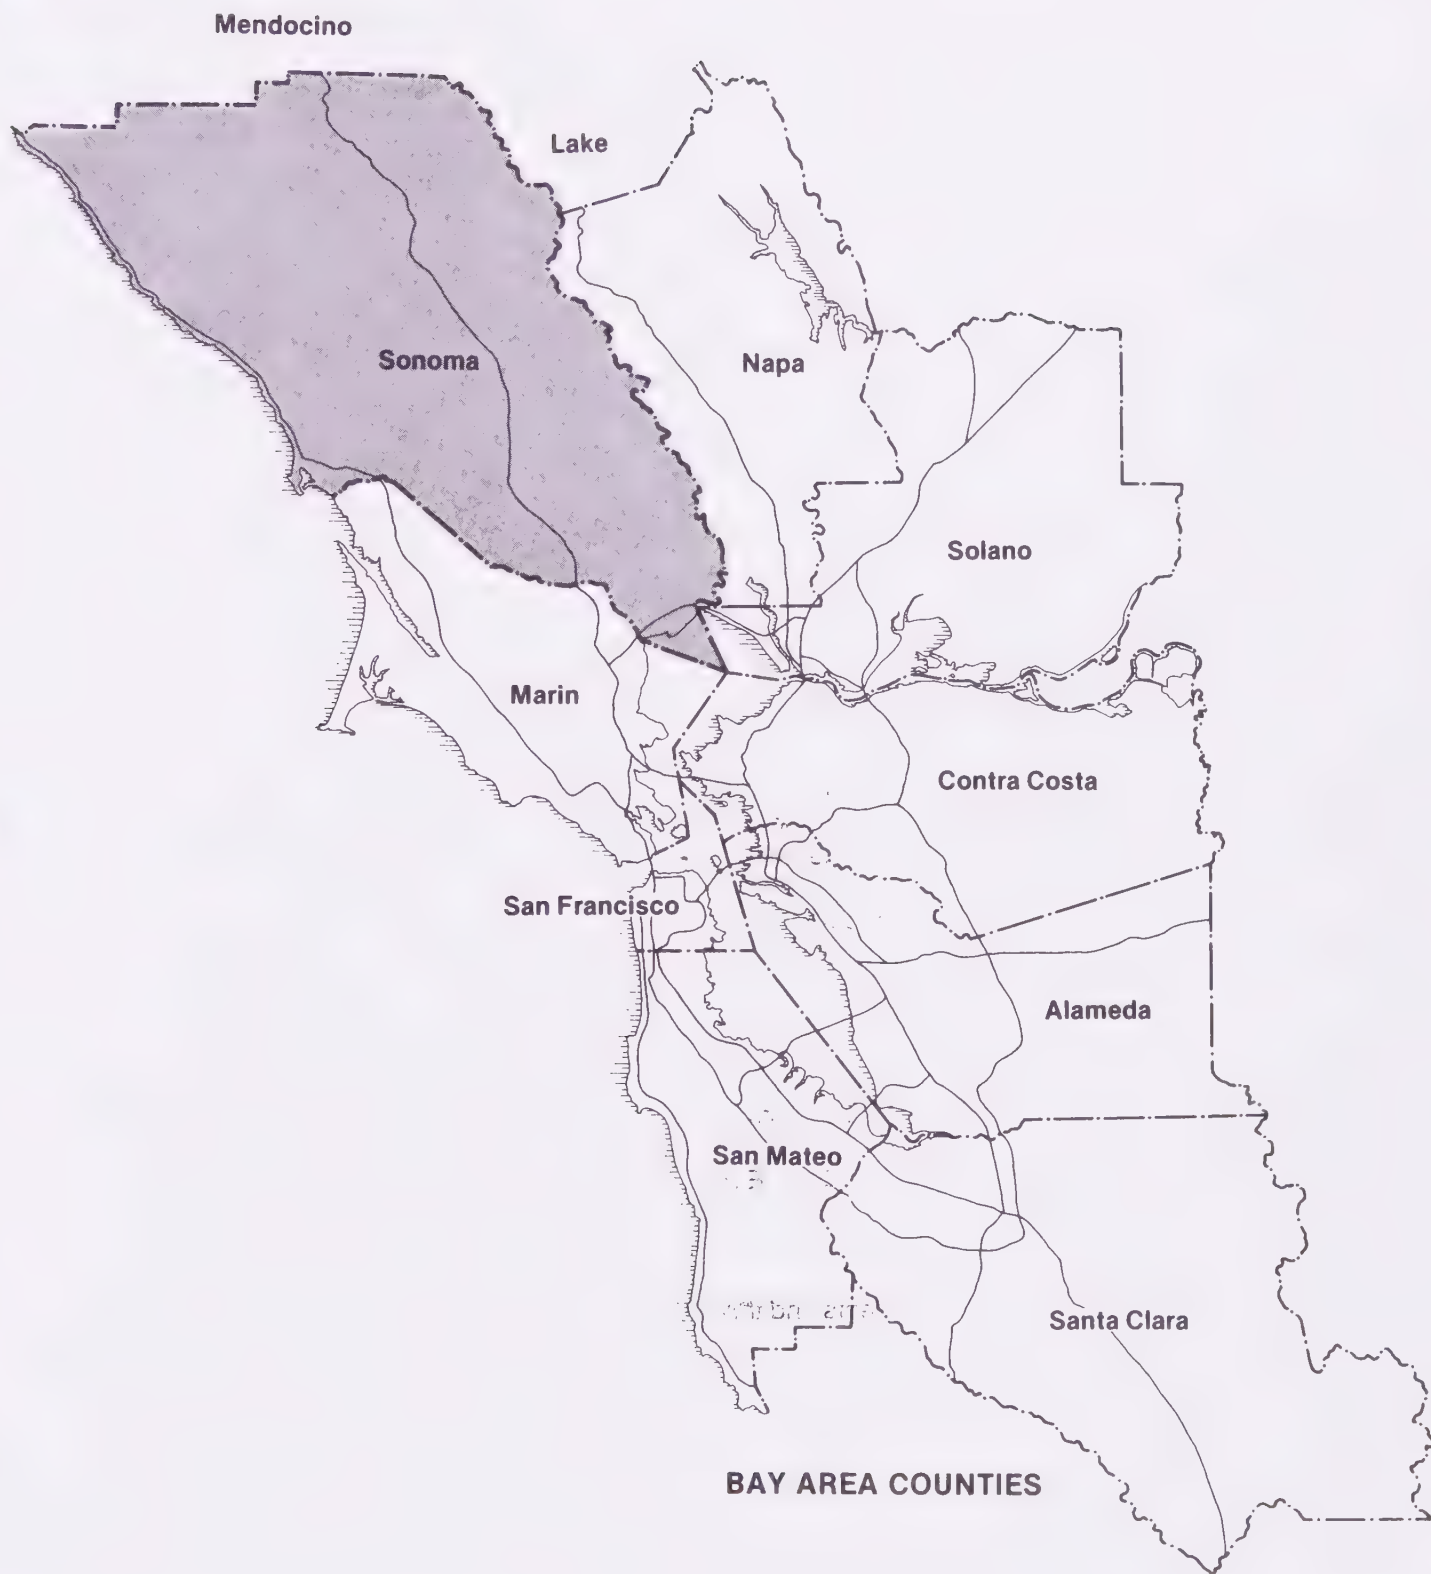 Mendocino
Lake
Sonoma
Napa
Solano
Marin
Contra Costa
San Francisco
Alameda
San Mateo
Santa Clara
BAY AREA COUNTIES